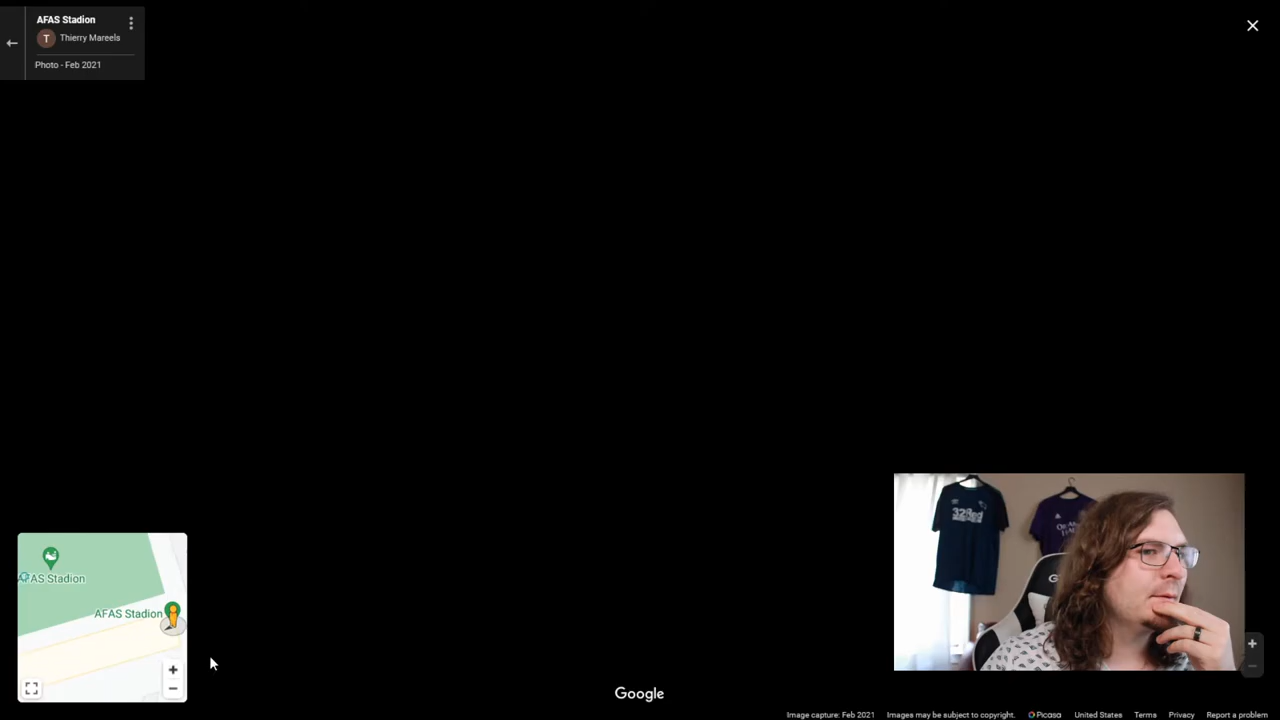 AFAS Stadion
T Thierry Mareels
Photo - Feb 2021
AFAS Stadion
AFAS Stadion
Google
32Red
Image capture: Feb 2021 Images may be subject to copyright. Picasa United States Terms Privacy Report a problem